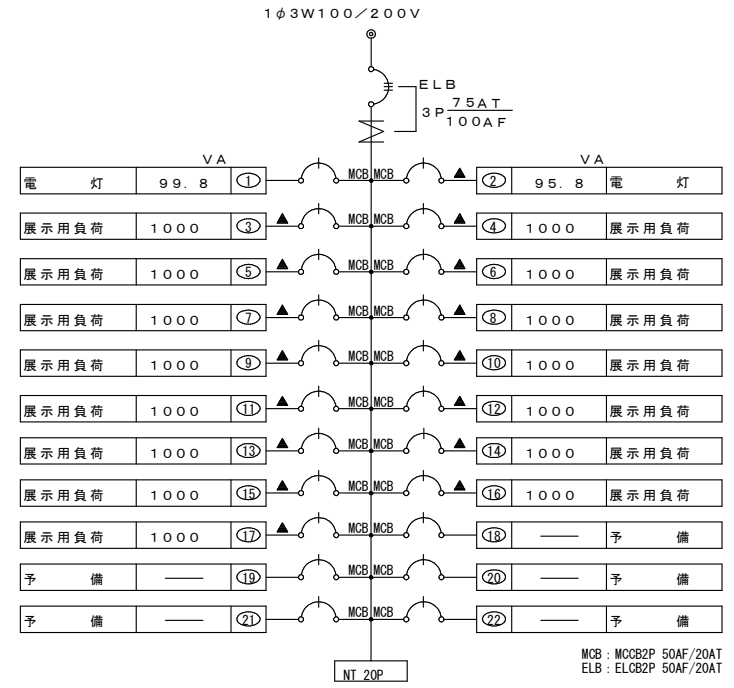 1φ3W100／200V
ELB
3P 75AT
100AF
VA VA
電 灯 99.8 ① MCB MCB ② 95.8 電 灯
展示用負荷 1000 ③ MCB MCB ④ 1000 展示用負荷
展示用負荷 1000 ⑤ MCB MCB ⑥ 1000 展示用負荷
展示用負荷 1000 ⑦ MCB MCB ⑧ 1000 展示用負荷
展示用負荷 1000 ⑨ MCB MCB ⑩ 1000 展示用負荷
展示用負荷 1000 ⑪ MCB MCB ⑫ 1000 展示用負荷
展示用負荷 1000 ⑬ MCB MCB ⑭ 1000 展示用負荷
展示用負荷 1000 ⑮ MCB MCB ⑯ 1000 展示用負荷
展示用負荷 1000 ⑰ MCB MCB ⑱ ― 予 備
予 備 ― ⑲ MCB MCB ⑳ ― 予 備
予 備 ― ㉑ MCB MCB ㉒ ― 予 備
NT 20P
MCB : MCCB2P 50AF/20AT
ELB : ELCB2P 50AF/20AT